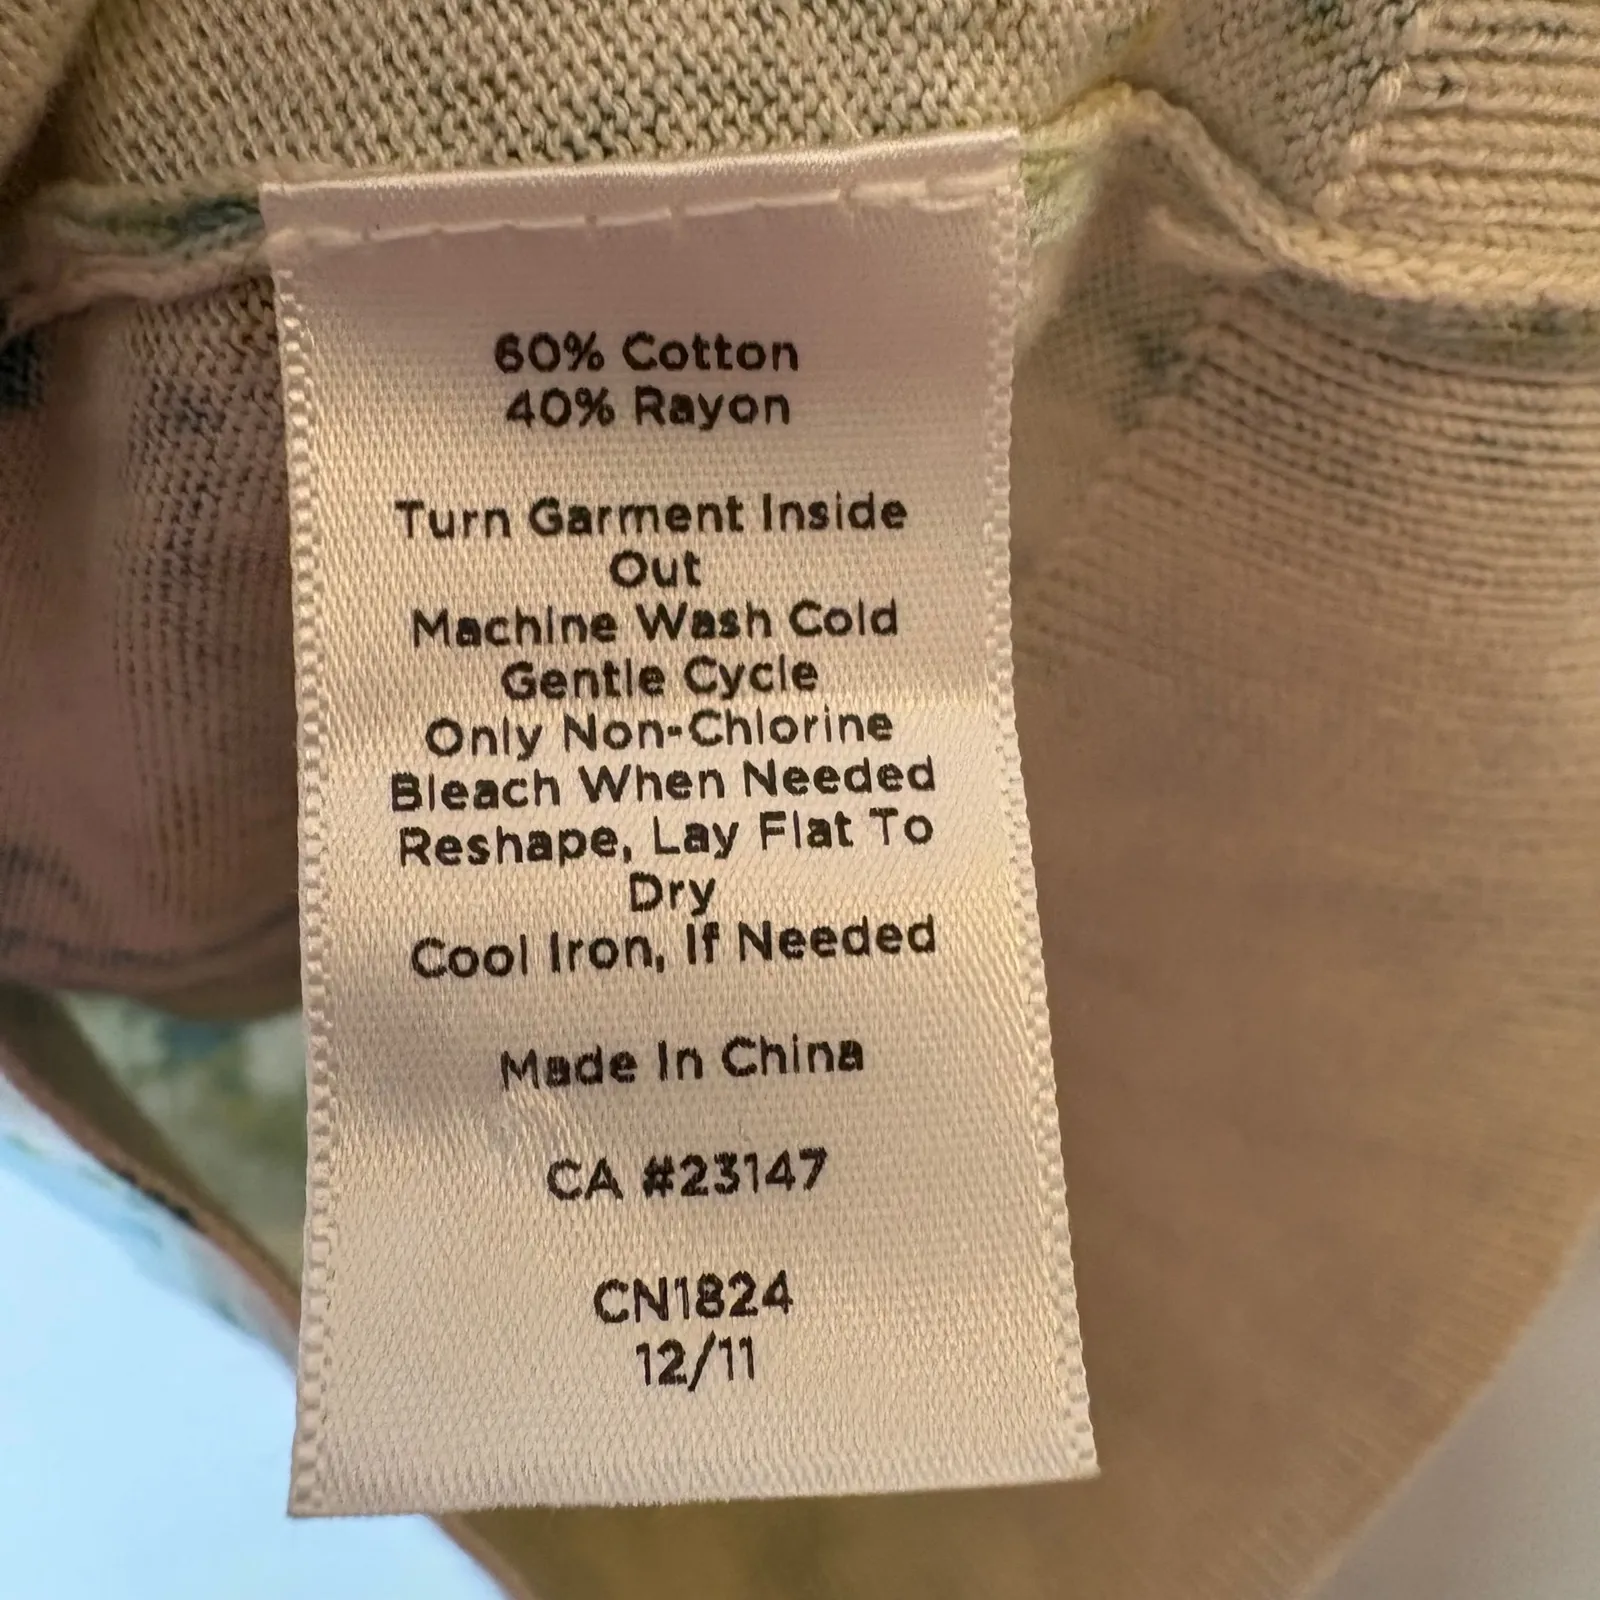 60% Cotton
40% Rayon
Turn Garment Inside
Out
Machine Wash Cold
Gentle Cycle
Only Non-Chlorine
Bleach When Needed
Reshape, Lay Flat To
Dry
Cool Iron, If Needed
Made In China
CA #23147
CN1824
12/11